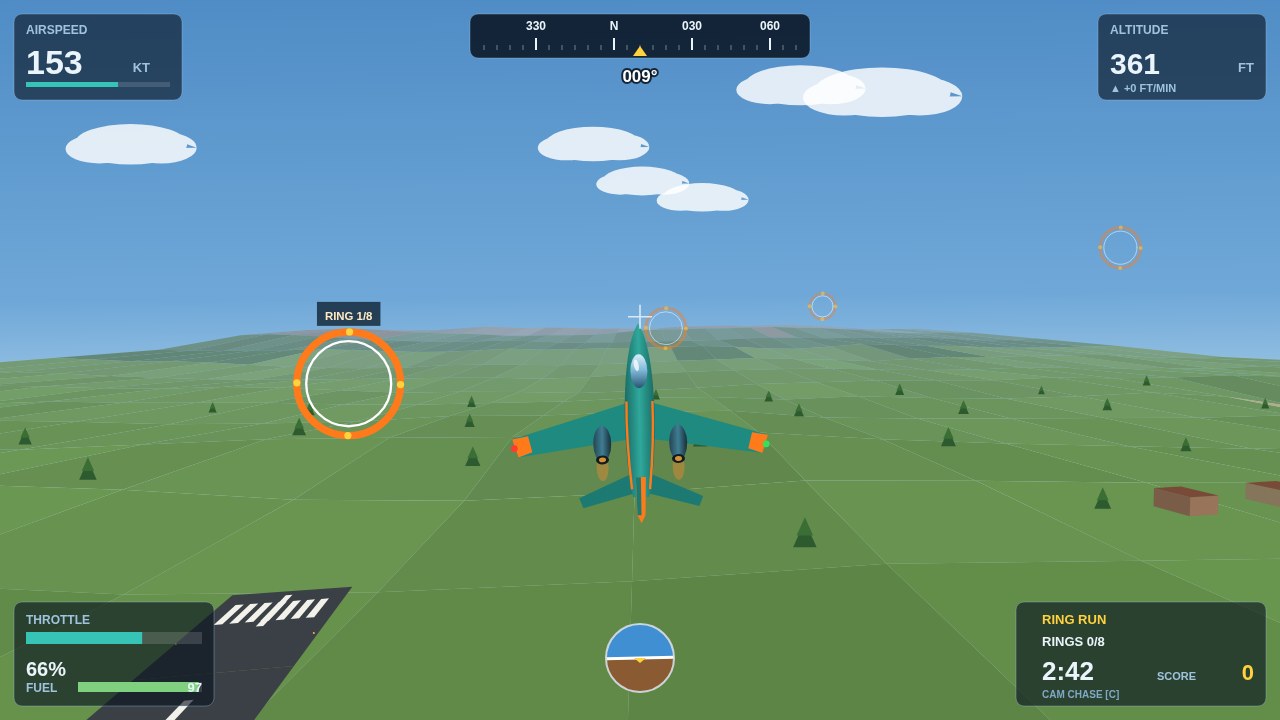 AIRSPEED
153 KT
330 N 030 060
009°
ALTITUDE
361 FT
▲ +0 FT/MIN
RING 1/8
THROTTLE
66%
FUEL 97
RING RUN
RINGS 0/8
2:42 SCORE 0
CAM CHASE [C]